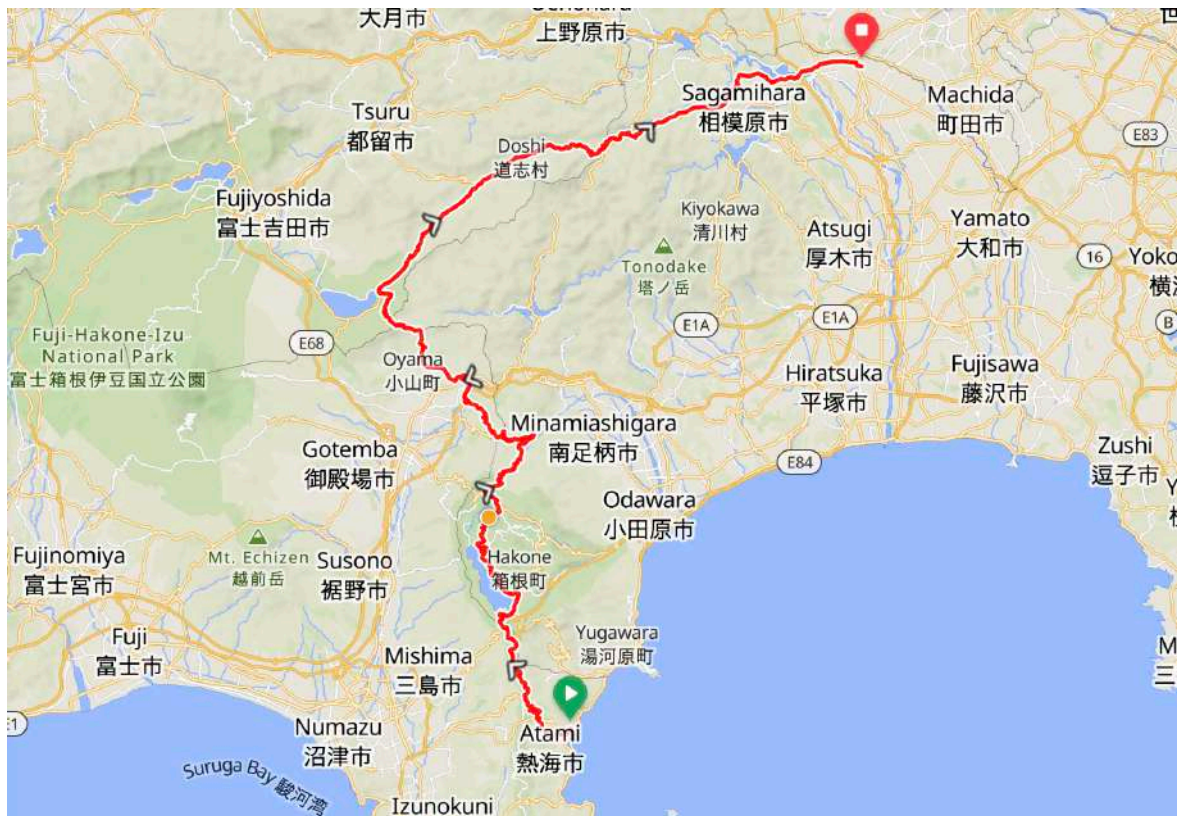 大月市
上野原市
Tsuru
都留市
Sagamihara
相模原市
Machida
町田市
E83
Doshi
道志村
Fujiyoshida
富士吉田市
Kiyokawa
清川村
Atsugi
厚木市
Yamato
大和市
16
Yoko
横浜
Tonodake
塔ノ岳
B
Fuji-Hakone-Izu
National Park
富士箱根伊豆国立公園
E68
E1A
E1A
Oyama
小山町
Hiratsuka
平塚市
Fujisawa
藤沢市
Minamiashigara
南足柄市
Gotemba
御殿場市
E84
Zushi
逗子市
Odawara
小田原市
Fujinomiya
富士宮市
Mt. Echizen
越前岳
Susono
裾野市
Hakone
箱根町
Fuji
富士市
Mishima
三島市
Yugawara
湯河原町
E1
Numazu
沼津市
Atami
熱海市
Suruga Bay 駿河湾
Izunokuni